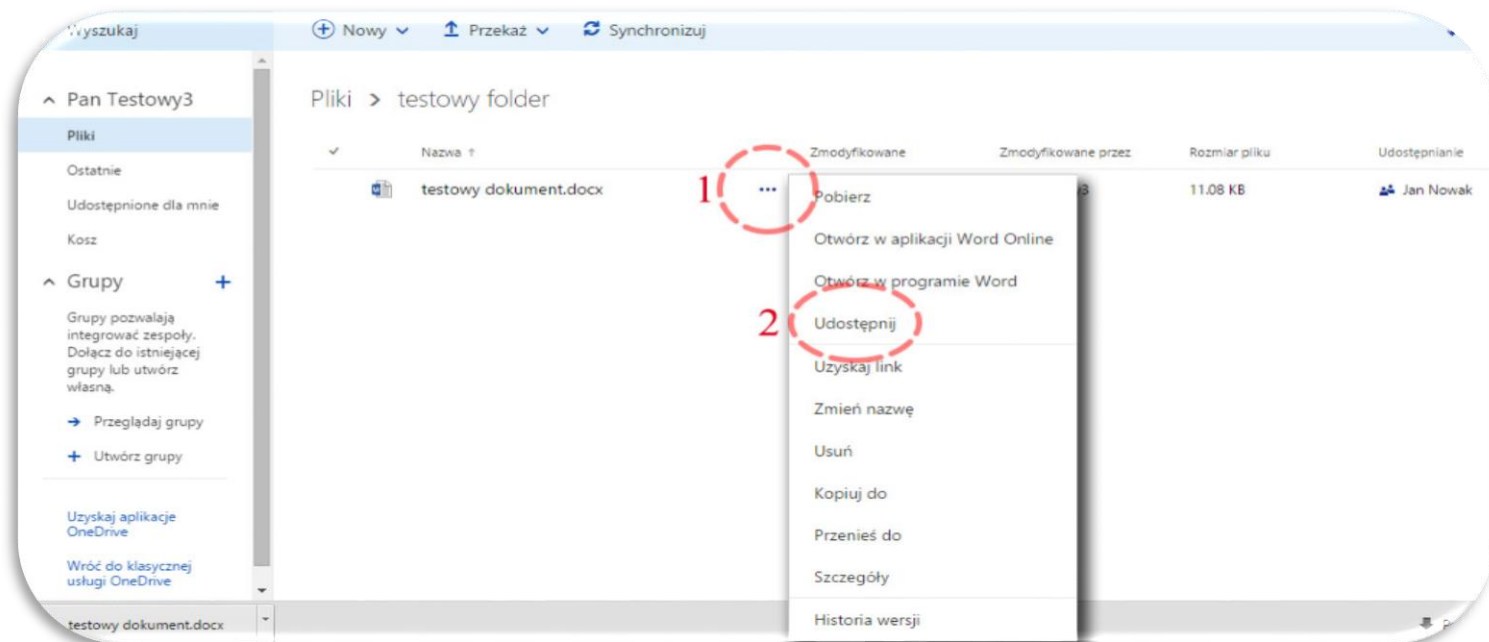 Wyszukaj
Nowy
Przekaż
Synchronizuj
Pan Testowy3
Pliki
Ostatnie
Udostępnione dla mnie
Kosz
Grupy
Grupy pozwalają
integrować zespoły.
Dołącz do istniejącej
grupy lub utwórz
własną.
Przeglądaj grupy
Utwórz grupy
Uzyskaj aplikacje
OneDrive
Wróć do klasycznej
usługi OneDrive
Pliki > testowy folder
Nazwa ↑ Zmodyfikowane Zmodyfikowane przez Rozmiar pliku Udostępnianie
testowy dokument.docx 1 ... 11.08 KB Jan Nowak
Pobierz
Otwórz w aplikacji Word Online
Otwórz w programie Word
2 Udostępnij
Uzyskaj link
Zmień nazwę
Usuń
Kopiuj do
Przenieś do
Szczegóły
Historia wersji
testowy dokument.docx